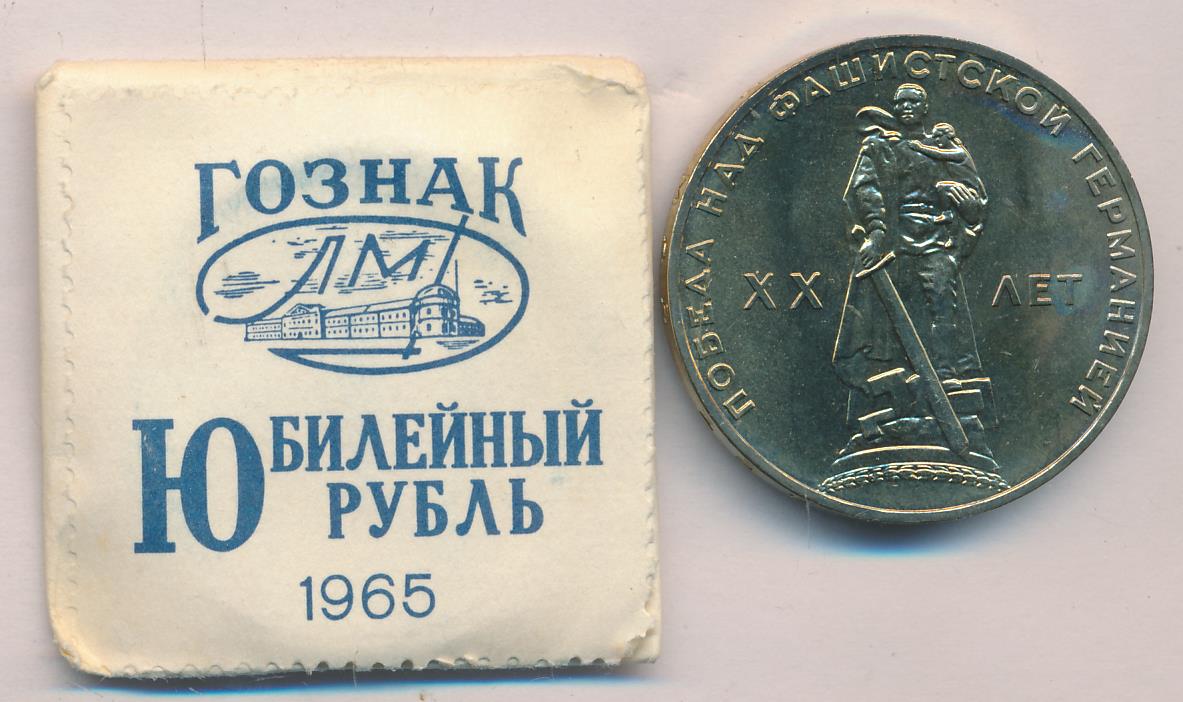 ГОЗНАК
ЛМ
ЮБИЛЕЙНЫЙ
РУБЛЬ
1965
ПОБЕДА НАД ФАШИСТСКОЙ ГЕРМАНИЕЙ
XX ЛЕТ